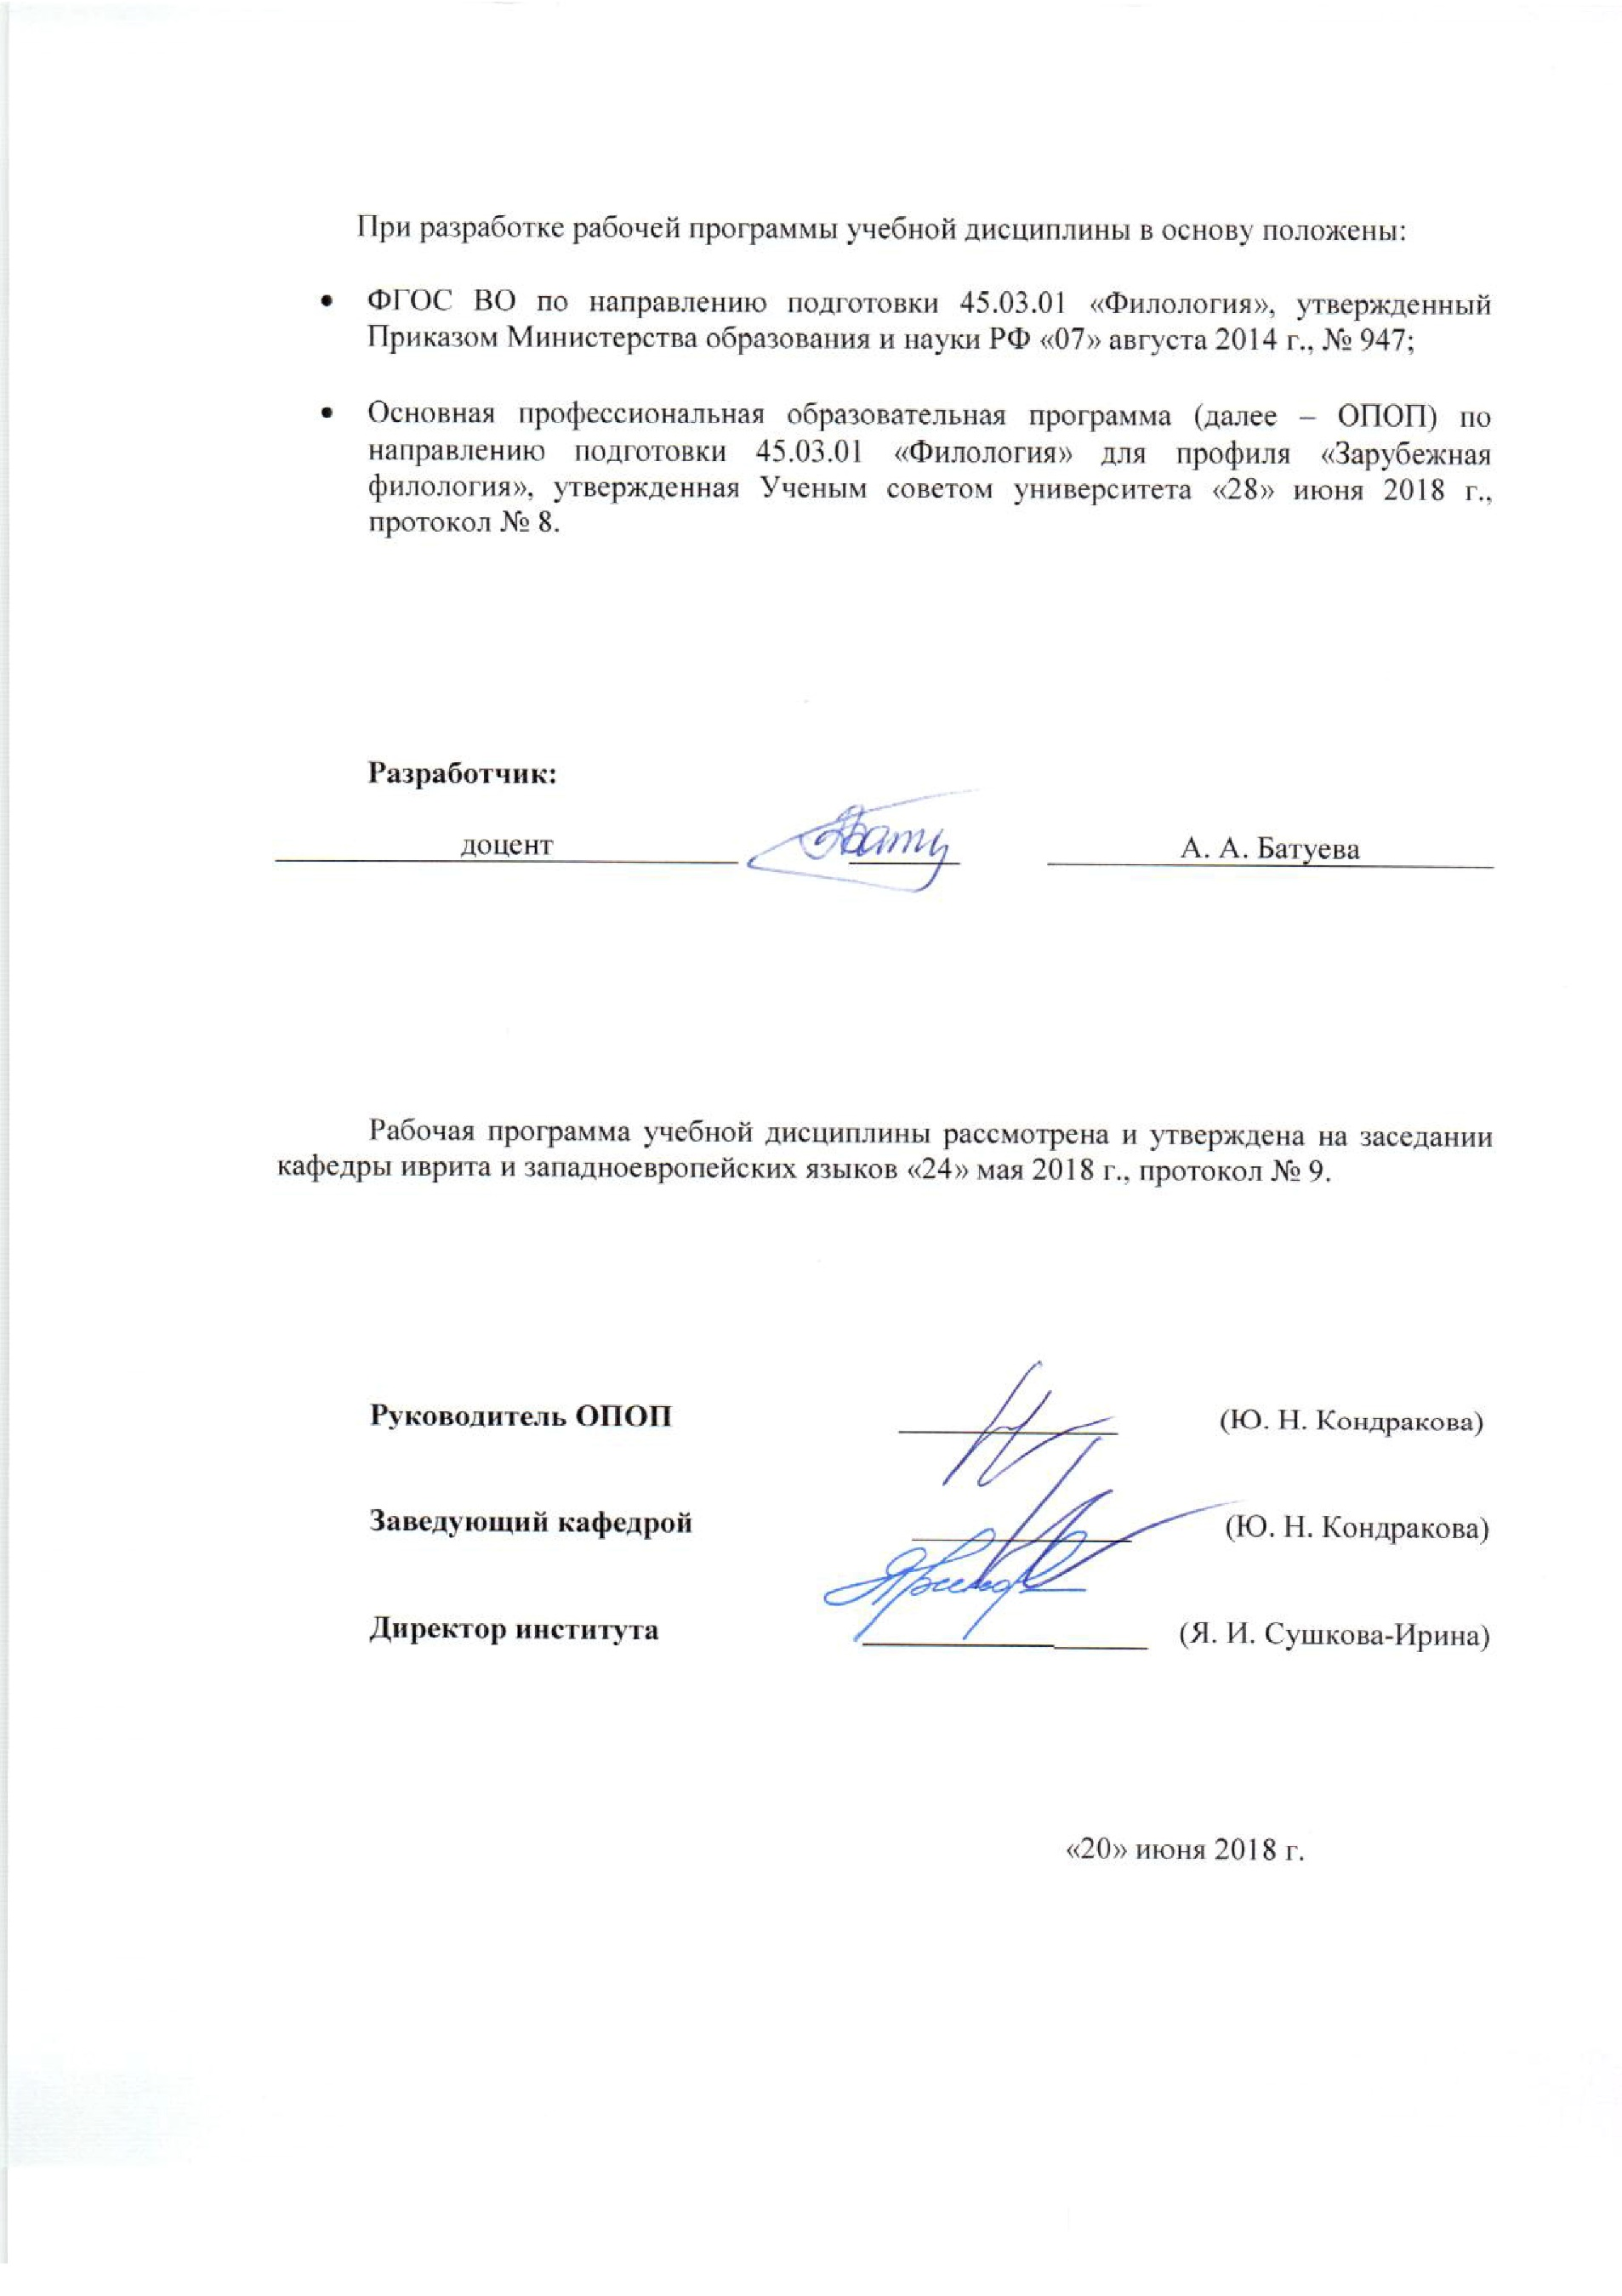 При разработке рабочей программы учебной дисциплины в основу положены:
• ФГОС ВО по направлению подготовки 45.03.01 «Филология», утвержденный
Приказом Министерства образования и науки РФ «07» августа 2014 г., № 947;
• Основная профессиональная образовательная программа (далее – ОПОП) по
направлению подготовки 45.03.01 «Филология» для профиля «Зарубежная
филология», утвержденная Ученым советом университета «28» июня 2018 г.,
протокол № 8.
Разработчик:
доцент А. А. Батуева
Рабочая программа учебной дисциплины рассмотрена и утверждена на заседании
кафедры иврита и западноевропейских языков «24» мая 2018 г., протокол № 9.
Руководитель ОПОП (Ю. Н. Кондракова)
Заведующий кафедрой (Ю. Н. Кондракова)
Директор института (Я. И. Сушкова-Ирина)
«20» июня 2018 г.